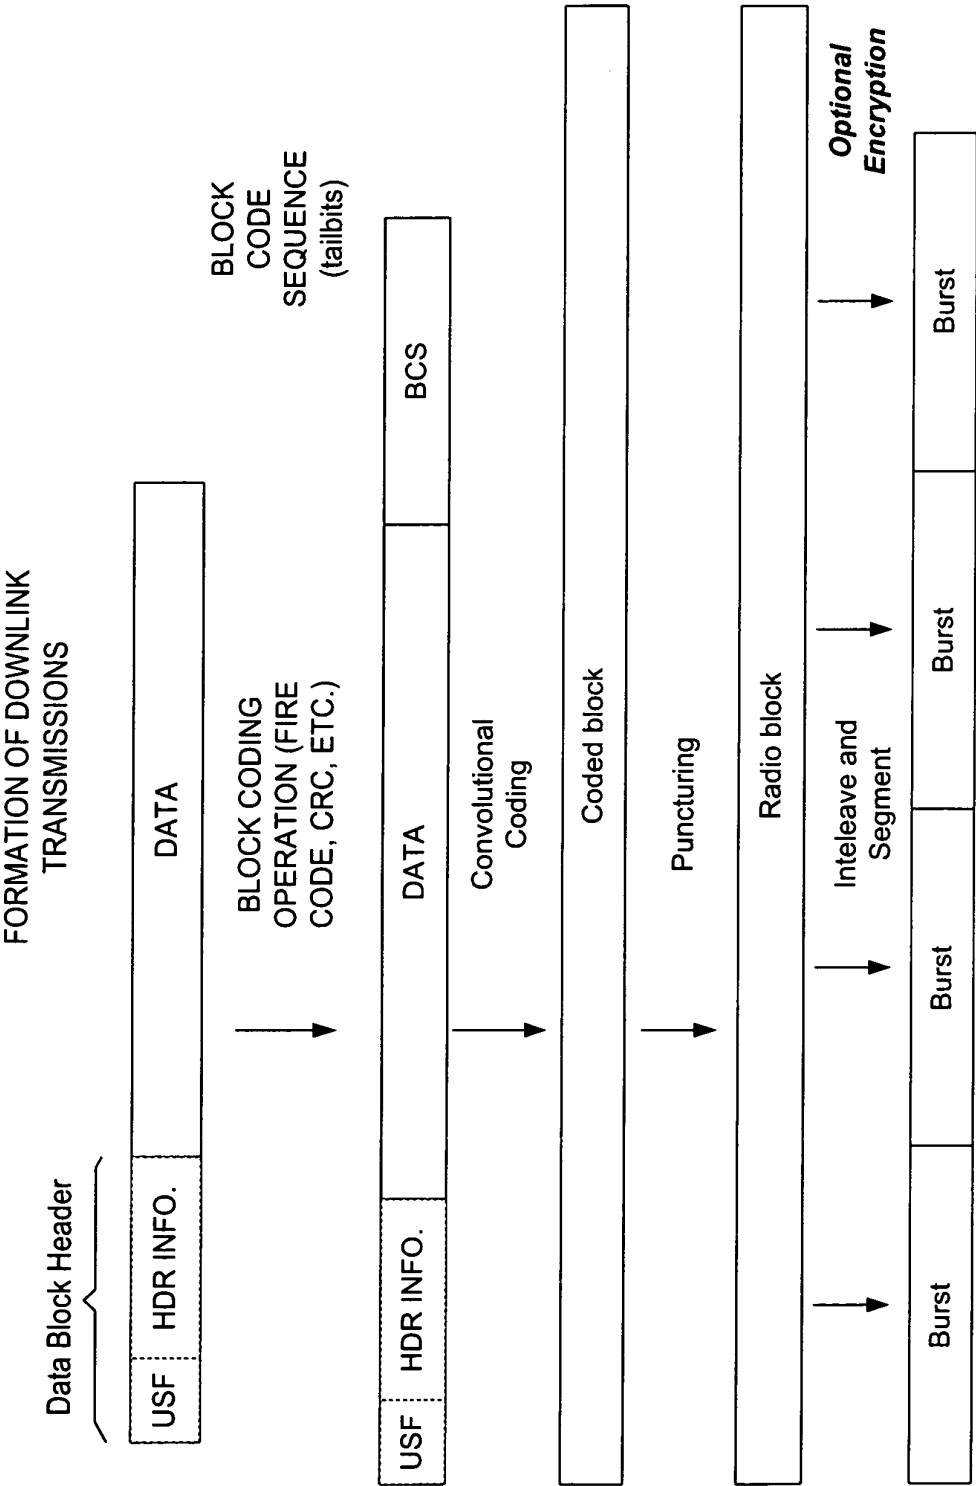 FORMATION OF DOWNLINK
TRANSMISSIONS
Data Block Header
USF
HDR INFO.
DATA
BLOCK CODING
OPERATION (FIRE
CODE, CRC, ETC.)
BLOCK
CODE
SEQUENCE
(tailbits)
USF
HDR INFO.
DATA
BCS
Convolutional
Coding
Coded block
Puncturing
Radio block
Inteleave and
Segment
Optional
Encryption
Burst
Burst
Burst
Burst